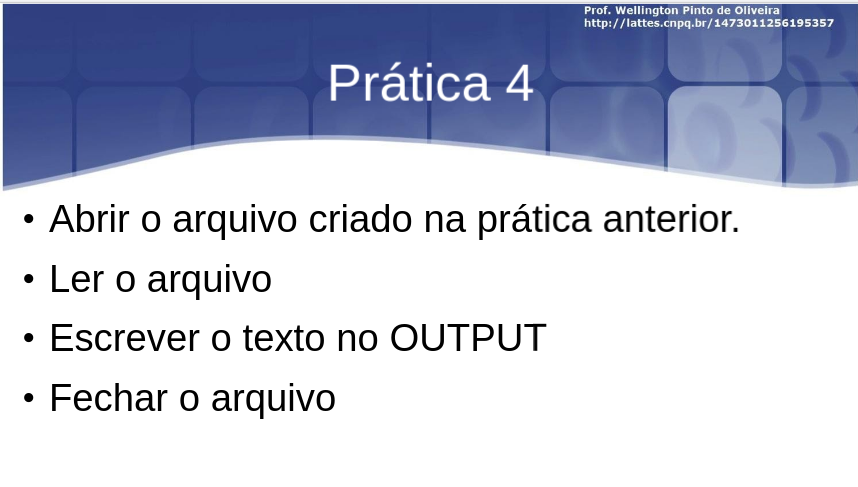 Prof. Wellington Pinto de Oliveira
http://lattes.cnpq.br/1473011256195357
Prática 4
• Abrir o arquivo criado na prática anterior.
• Ler o arquivo
• Escrever o texto no OUTPUT
• Fechar o arquivo